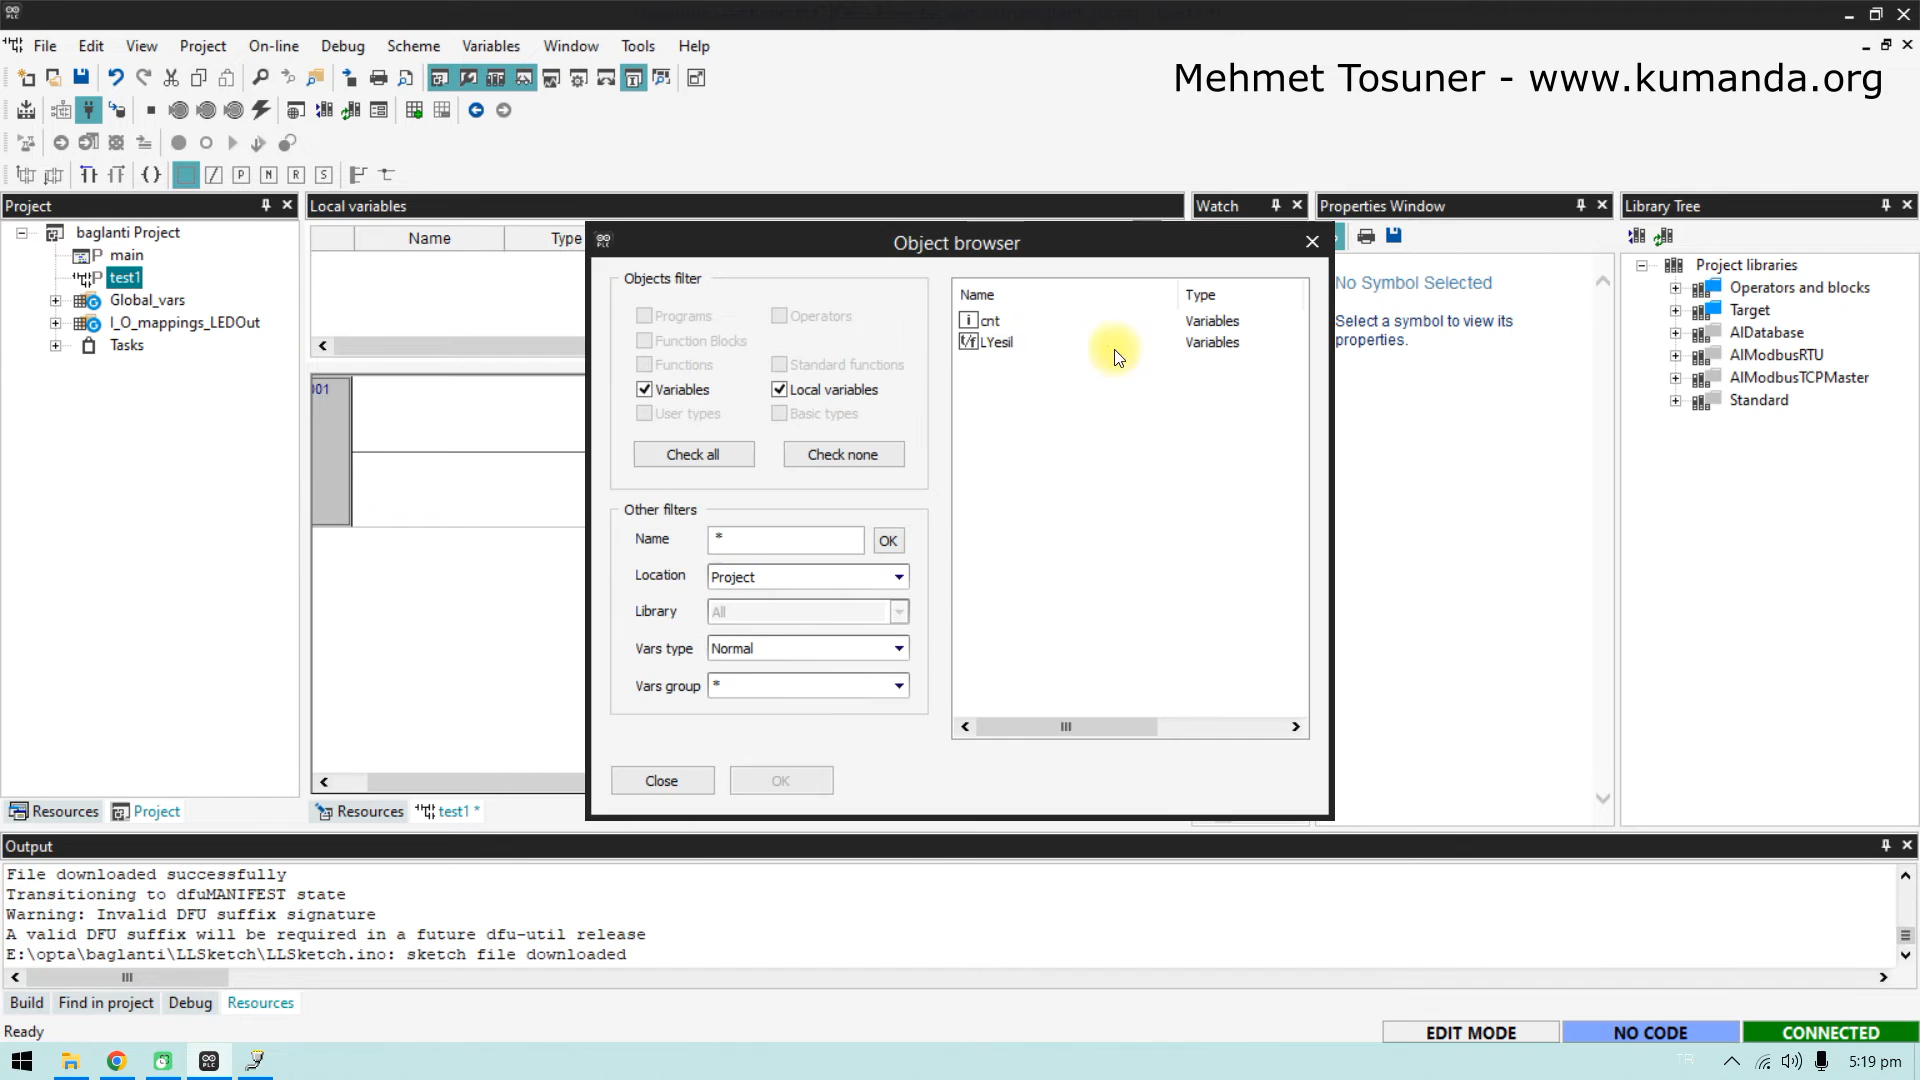 File Edit View Project On-line Debug Scheme Variables Window Tools Help
Mehmet Tosuner - www.kumanda.org
P N R S
Project
Local variables
Watch
Properties Window
Library Tree
baglanti Project
main
test1
Global_vars
I_O_mappings_LEDOut
Tasks
Name Type
Object browser
Objects filter
Programs Operators
Function Blocks
Functions Standard functions
Variables Local variables
User types Basic types
Check all Check none
Other filters
Name * OK
Location Project
Library All
Vars type Normal
Vars group *
Close OK
Name Type
cnt Variables
LYesil Variables
No Symbol Selected
Select a symbol to view its
properties.
Project libraries
Operators and blocks
Target
AIDatabase
AIModbusRTU
AIModbusTCPMaster
Standard
Resources Project
Resources test1 *
Output
File downloaded successfully
Transitioning to dfuMANIFEST state
Warning: Invalid DFU suffix signature
A valid DFU suffix will be required in a future dfu-util release
E:\opta\baglanti\LLSketch\LLSketch.ino: sketch file downloaded
Build Find in project Debug Resources
Ready
EDIT MODE NO CODE CONNECTED
5:19 pm